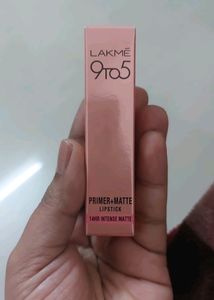 LAKMÉ
9TO5
PRIMER+MATTE
LIPSTICK
14HR INTENSE MATTE